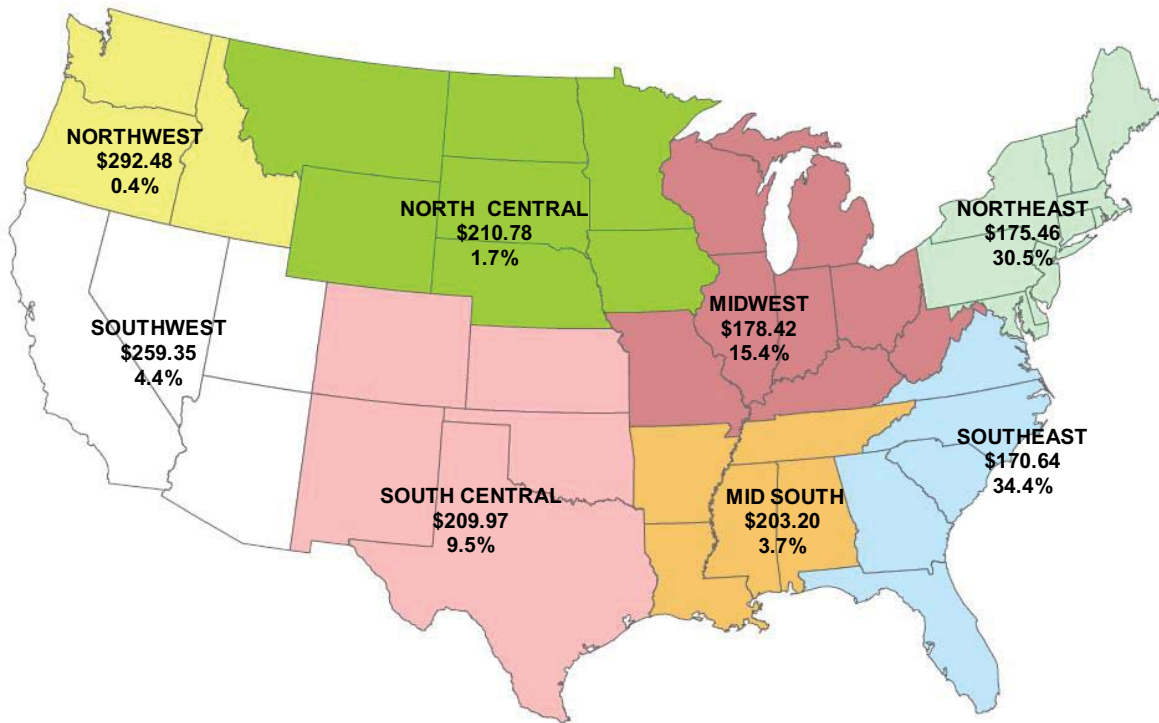 NORTHWEST
$292.48
0.4%
NORTH CENTRAL
$210.78
1.7%
NORTHEAST
$175.46
30.5%
SOUTHWEST
$259.35
4.4%
MIDWEST
$178.42
15.4%
SOUTHEAST
$170.64
34.4%
SOUTH CENTRAL
$209.97
9.5%
MID SOUTH
$203.20
3.7%